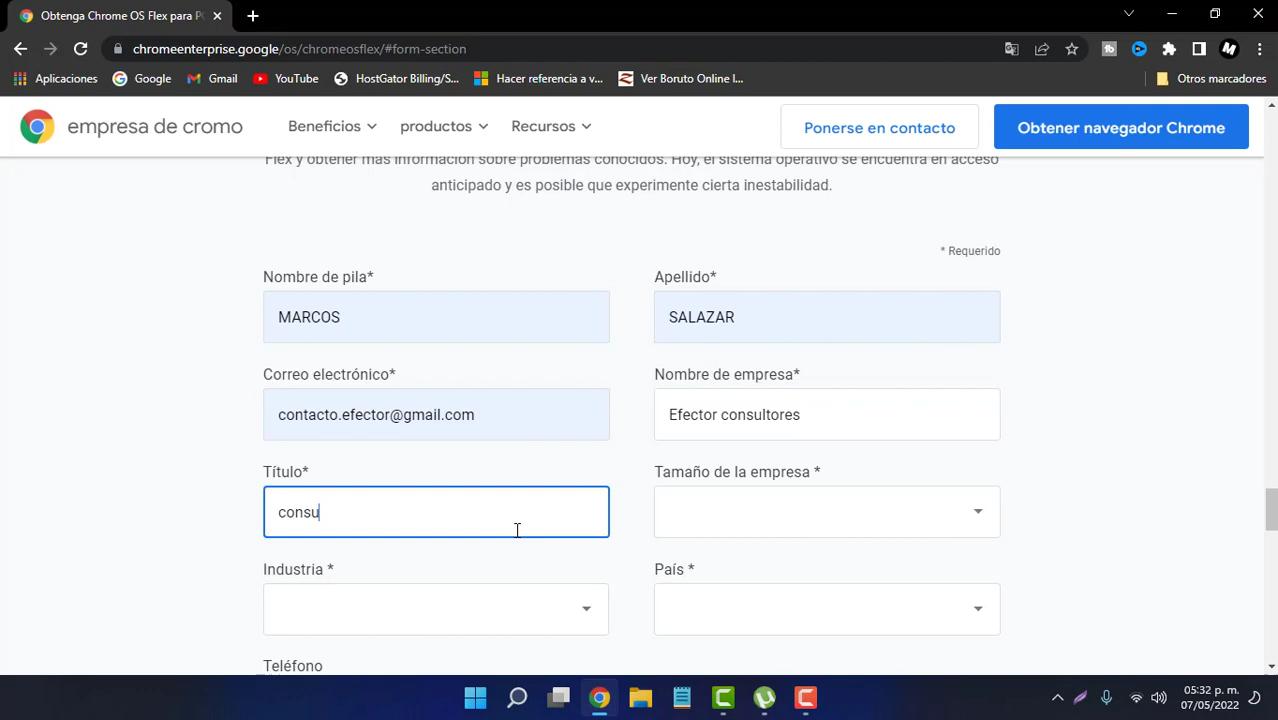 Obtenga Chrome OS Flex para P
chromeenterprise.google/os/chromeosflex/#form-section
Aplicaciones
Google
Gmail
YouTube
HostGator Billing/S...
Hacer referencia a v...
Ver Boruto Online l...
Otros marcadores
empresa de cromo
Beneficios
productos
Recursos
Ponerse en contacto
Obtener navegador Chrome
Flex y obtener más información sobre problemas conocidos. Hoy, el sistema operativo se encuentra en acceso
anticipado y es posible que experimente cierta inestabilidad.
* Requerido
Nombre de pila*
Apellido*
MARCOS
SALAZAR
Correo electrónico*
Nombre de empresa*
contacto.efector@gmail.com
Efector consultores
Título*
Tamaño de la empresa *
consu
Industria *
País *
Teléfono
05:32 p. m.
07/05/2022